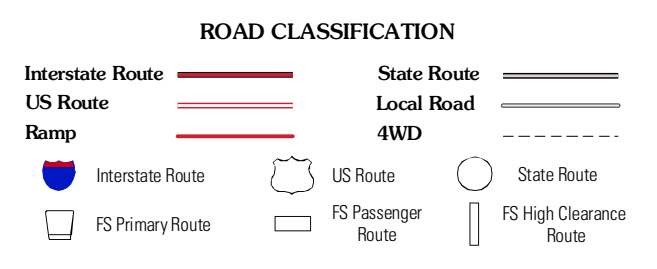 ROAD CLASSIFICATION
Interstate Route
State Route
US Route
Local Road
Ramp
4WD
Interstate Route
US Route
State Route
FS Primary Route
FS Passenger
Route
FS High Clearance
Route